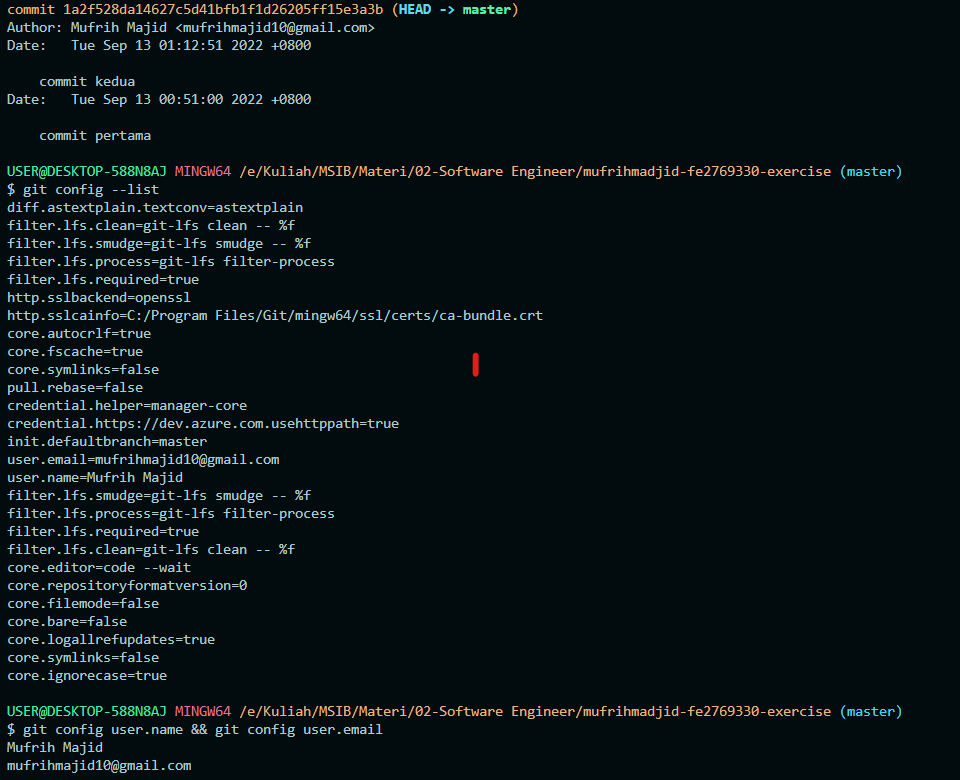 commit 1a2f528da14627c5d41bfb1f1d26205ff15e3a3b (HEAD -> master)
Author: Mufrih Majid <mufrihmajid10@gmail.com>
Date:   Tue Sep 13 01:12:51 2022 +0800
    commit kedua
Date:   Tue Sep 13 00:51:00 2022 +0800
    commit pertama
USER@DESKTOP-588N8AJ MINGW64 /e/Kuliah/MSIB/Materi/02-Software Engineer/mufrihmadjid-fe2769330-exercise (master)
$ git config --list
diff.astextplain.textconv=astextplain
filter.lfs.clean=git-lfs clean -- %f
filter.lfs.smudge=git-lfs smudge -- %f
filter.lfs.process=git-lfs filter-process
filter.lfs.required=true
http.sslbackend=openssl
http.sslcainfo=C:/Program Files/Git/mingw64/ssl/certs/ca-bundle.crt
core.autocrlf=true
core.fscache=true
core.symlinks=false
pull.rebase=false
credential.helper=manager-core
credential.https://dev.azure.com.usehttppath=true
init.defaultbranch=master
user.email=mufrihmajid10@gmail.com
user.name=Mufrih Majid
filter.lfs.smudge=git-lfs smudge -- %f
filter.lfs.process=git-lfs filter-process
filter.lfs.required=true
filter.lfs.clean=git-lfs clean -- %f
core.editor=code --wait
core.repositoryformatversion=0
core.filemode=false
core.bare=false
core.logallrefupdates=true
core.symlinks=false
core.ignorecase=true
USER@DESKTOP-588N8AJ MINGW64 /e/Kuliah/MSIB/Materi/02-Software Engineer/mufrihmadjid-fe2769330-exercise (master)
$ git config user.name && git config user.email
Mufrih Majid
mufrihmajid10@gmail.com